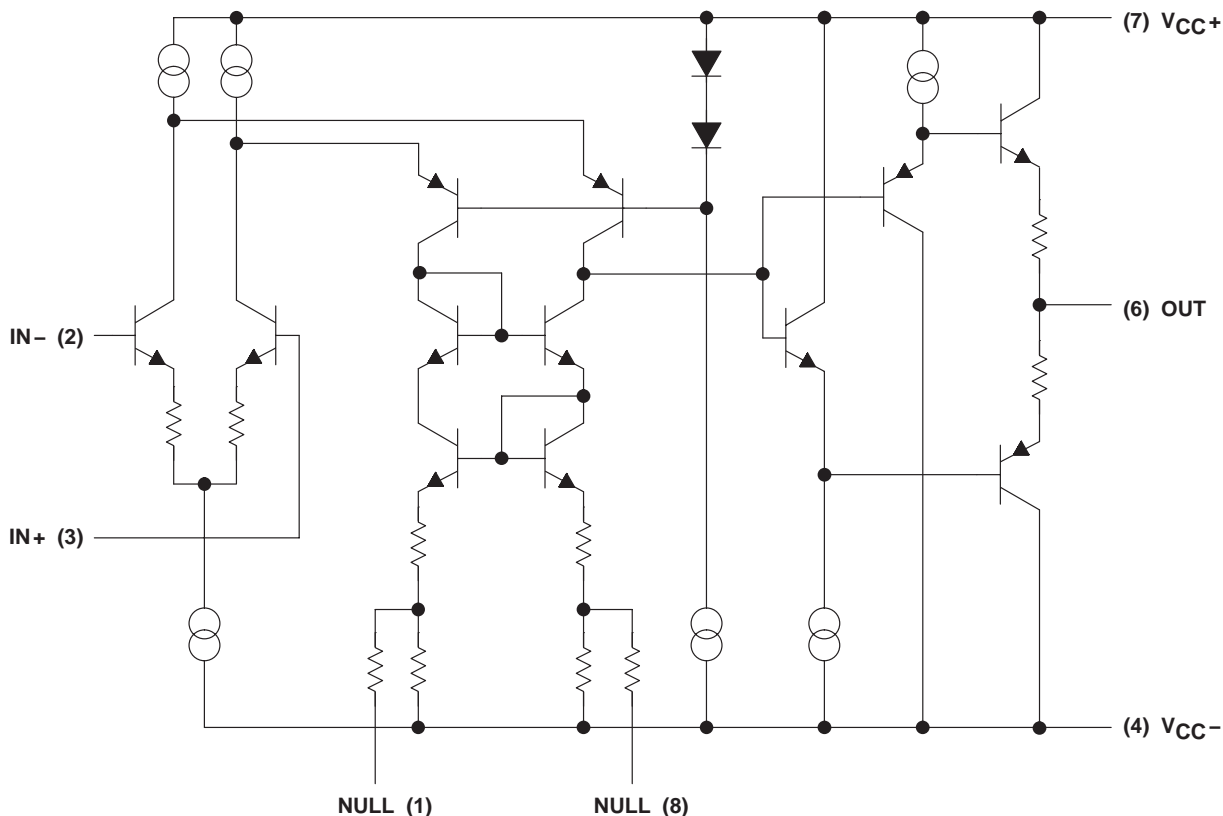 (7) VCC+
IN− (2)
(6) OUT
IN+ (3)
(4) VCC−
NULL (1)
NULL (8)